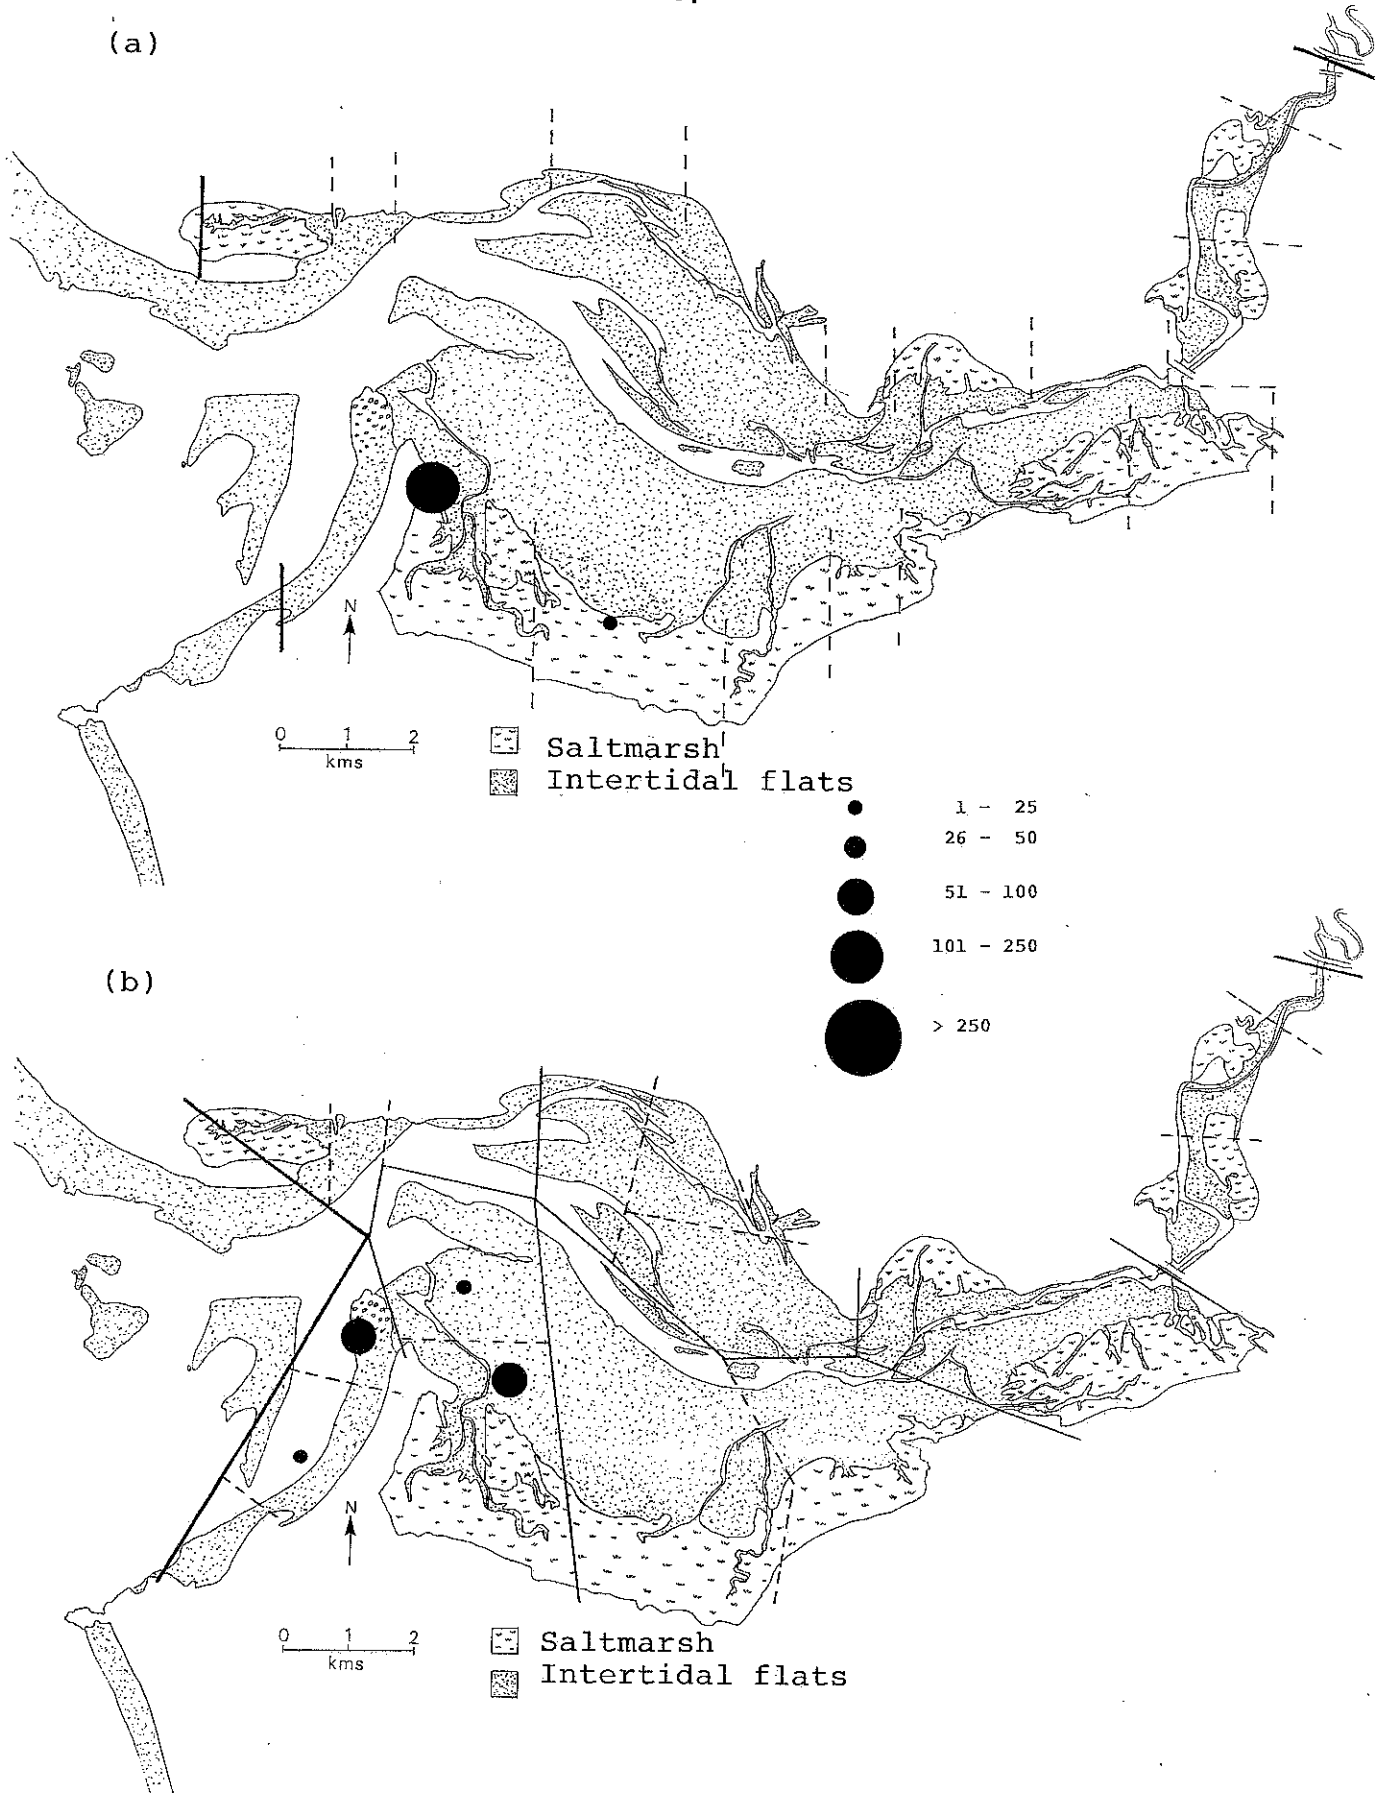 (a)
N
0 1 2
kms
Saltmarsh
Intertidal flats
1 - 25
26 - 50
51 - 100
101 - 250
> 250
(b)
N
0 1 2
kms
Saltmarsh
Intertidal flats